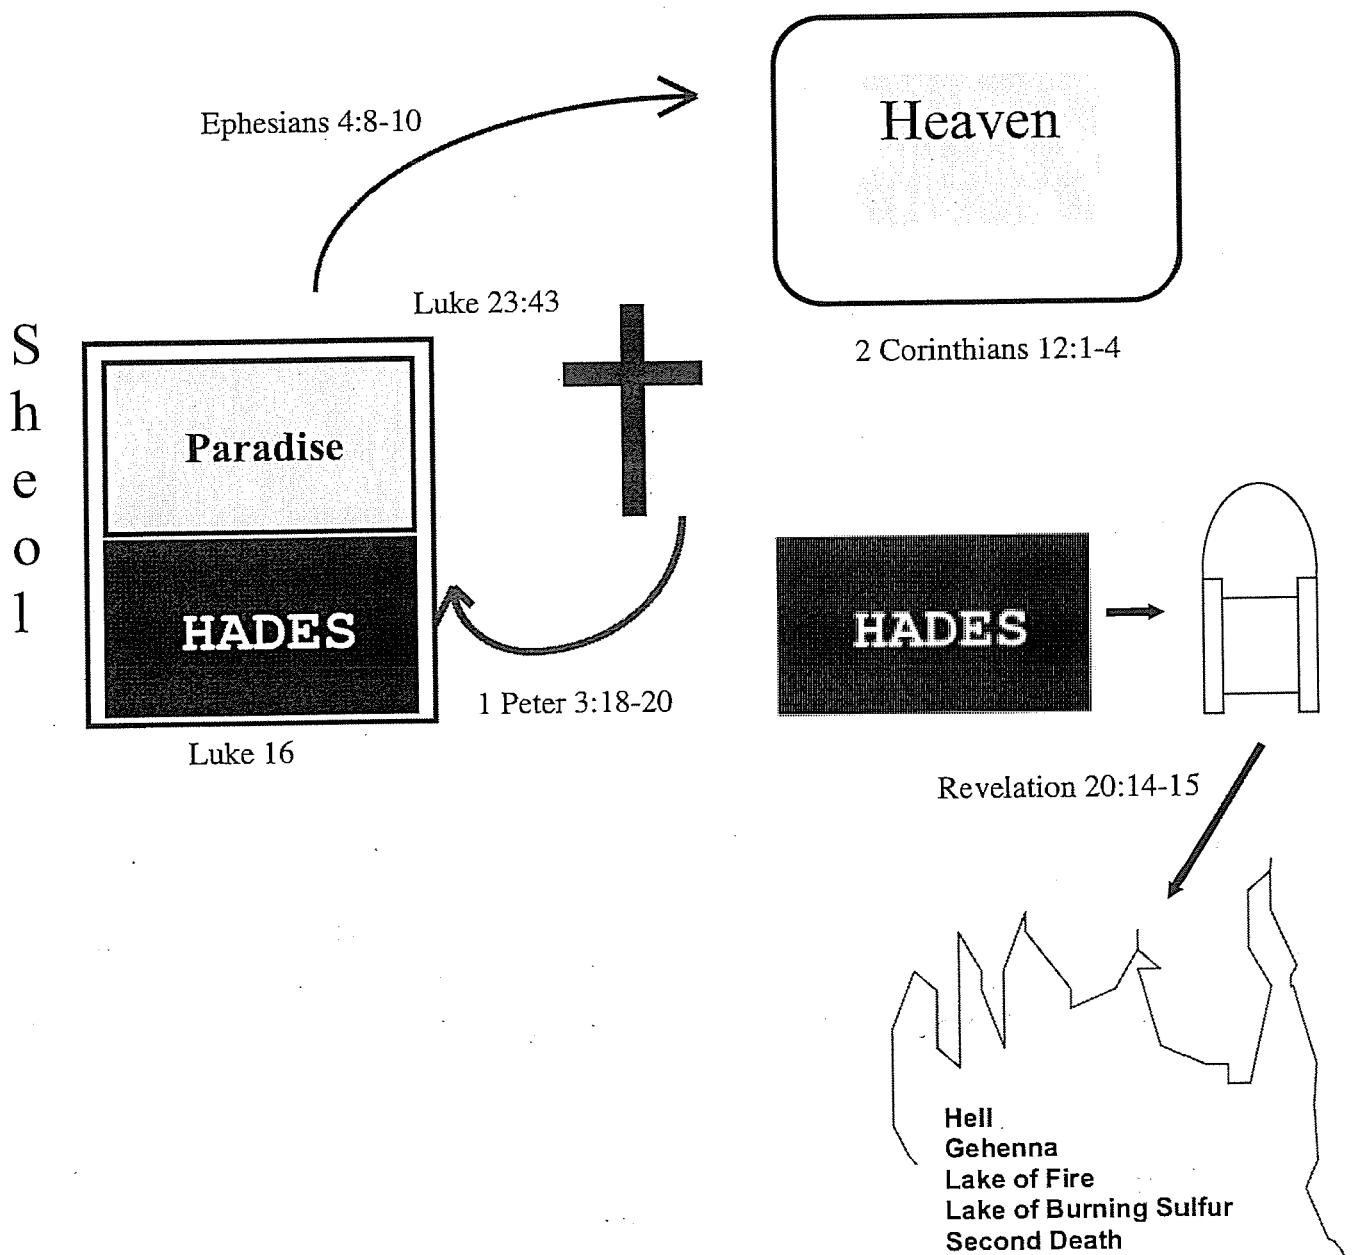 Ephesians 4:8-10
Heaven
Luke 23:43
2 Corinthians 12:1-4
Sheol
Paradise
HADES
HADES
1 Peter 3:18-20
Luke 16
Revelation 20:14-15
Hell
Gehenna
Lake of Fire
Lake of Burning Sulfur
Second Death